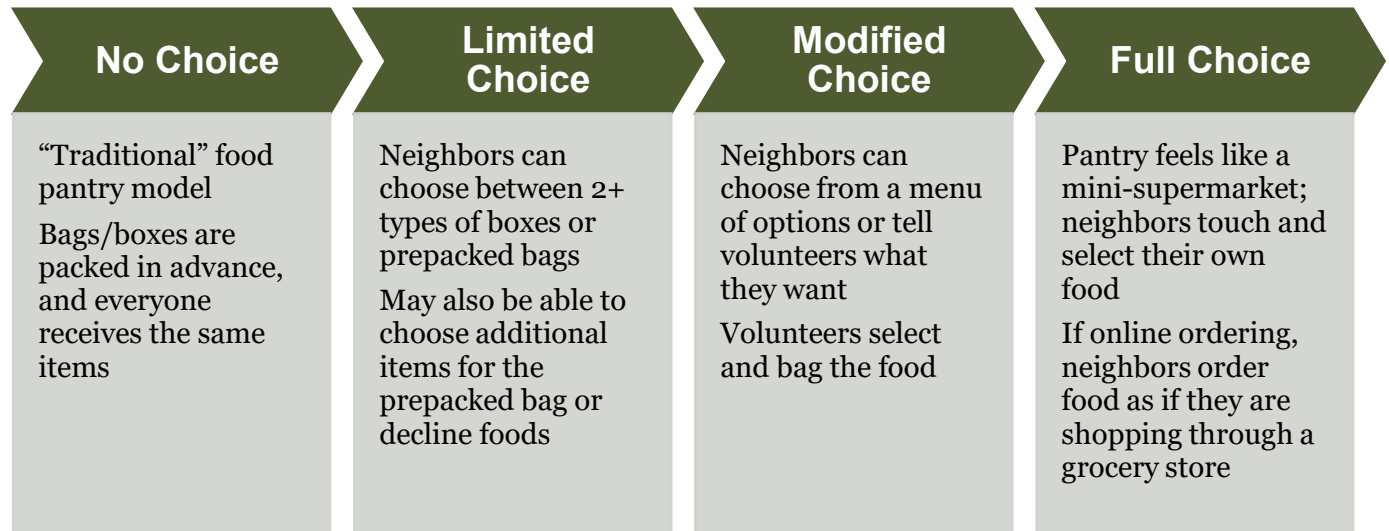 No Choice
"Traditional" food
pantry model
Bags/boxes are
packed in advance,
and everyone
receives the same
items
Limited
Choice
Neighbors can
choose between 2+
types of boxes or
prepacked bags
May also be able to
choose additional
items for the
prepacked bag or
decline foods
Modified
Choice
Neighbors can
choose from a menu
of options or tell
volunteers what
they want
Volunteers select
and bag the food
Full Choice
Pantry feels like a
mini-supermarket;
neighbors touch and
select their own
food
If online ordering,
neighbors order
food as if they are
shopping through a
grocery store